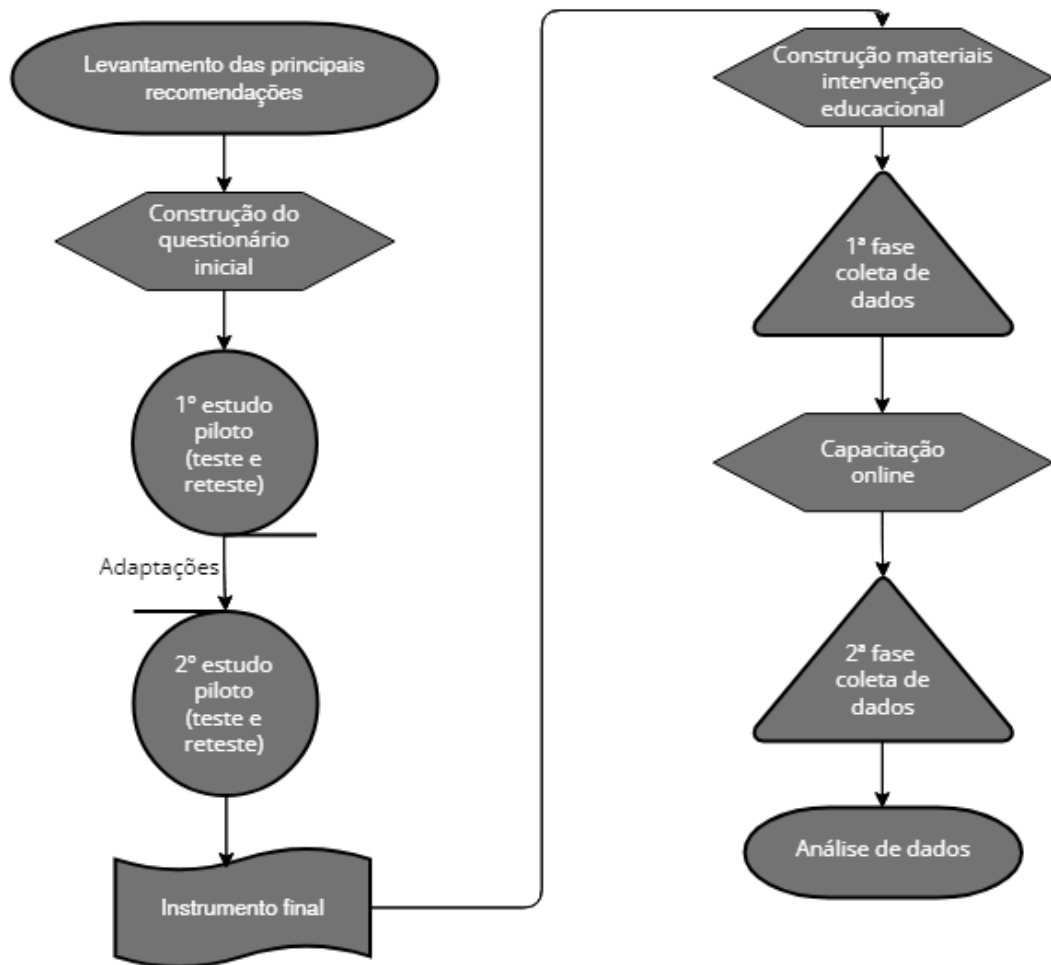 Levantamento das principais
recomendações
Construção do
questionário
inicial
1º estudo
piloto
(teste e
reteste)
Adaptações
2º estudo
piloto
(teste e
reteste)
Instrumento final
Construção materiais
intervenção
educacional
1ª fase
coleta de
dados
Capacitação
online
2ª fase
coleta de
dados
Análise de dados